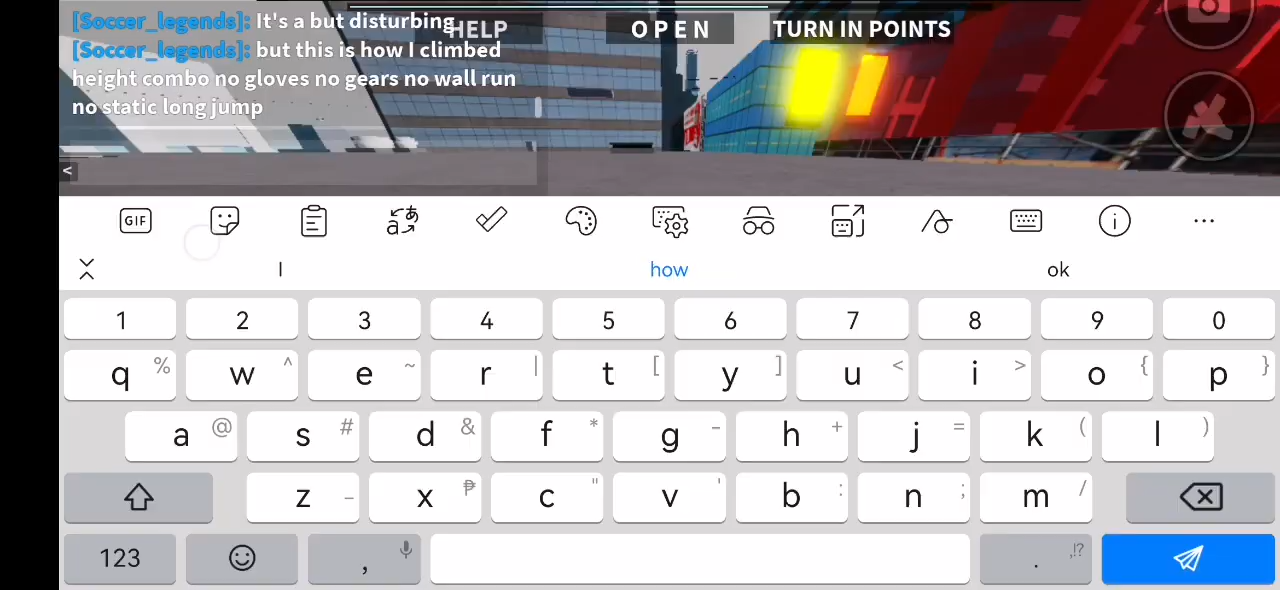 [Soccer_legends]: It's a but disturbing
HELP
OPEN
TURN IN POINTS
[Soccer_legends]: but this is how I climbed
height combo no gloves no gears no wall run
no static long jump
<
GIF
I
how
ok
1 2 3 4 5 6 7 8 9 0
q % w ^ e ~ r | t [ y ] u < i > o { p }
a @ s # d & f * g - h + j = k ( l )
z _ x ₱ c " v ' b : n ; m /
123 , . ,!?